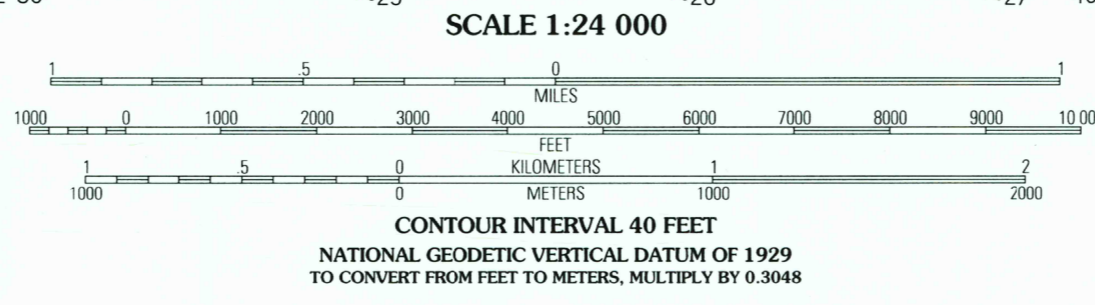 SCALE 1:24 000
1 .5 0 1
MILES
1000 0 1000 2000 3000 4000 5000 6000 7000 8000 9000 10 00
FEET
1 .5 0 KILOMETERS 1 2
1000 0 METERS 1000 2000
CONTOUR INTERVAL 40 FEET
NATIONAL GEODETIC VERTICAL DATUM OF 1929
TO CONVERT FROM FEET TO METERS, MULTIPLY BY 0.3048